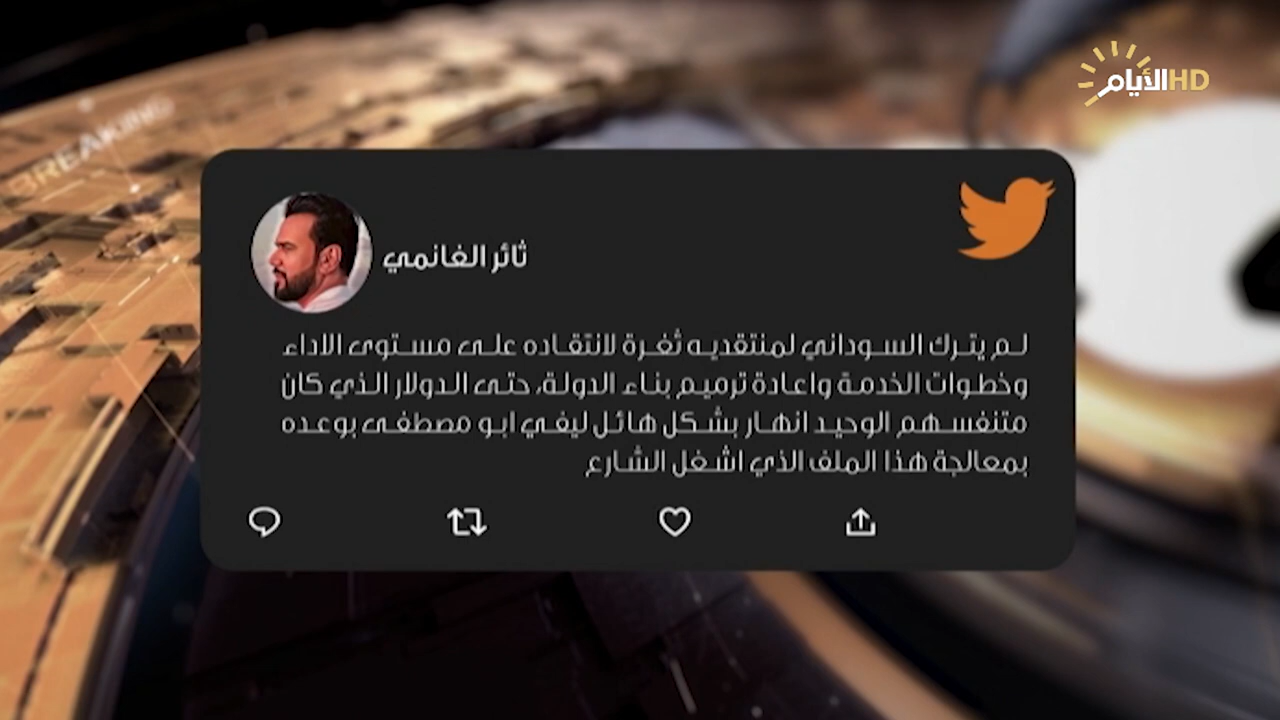 الأيام HD
BREAKING
ثائر الغانمي
لم يترك السوداني لمنتقديه ثغرة لانتقاده على مستوى الاداء
وخطوات الخدمة واعادة ترميم بناء الدولة، حتى الدولار الذي كان
متنفسهم الوحيد انهار بشكل هائل ليفي ابو مصطفى بوعده
بمعالجة هذا الملف الذي اشغل الشارع